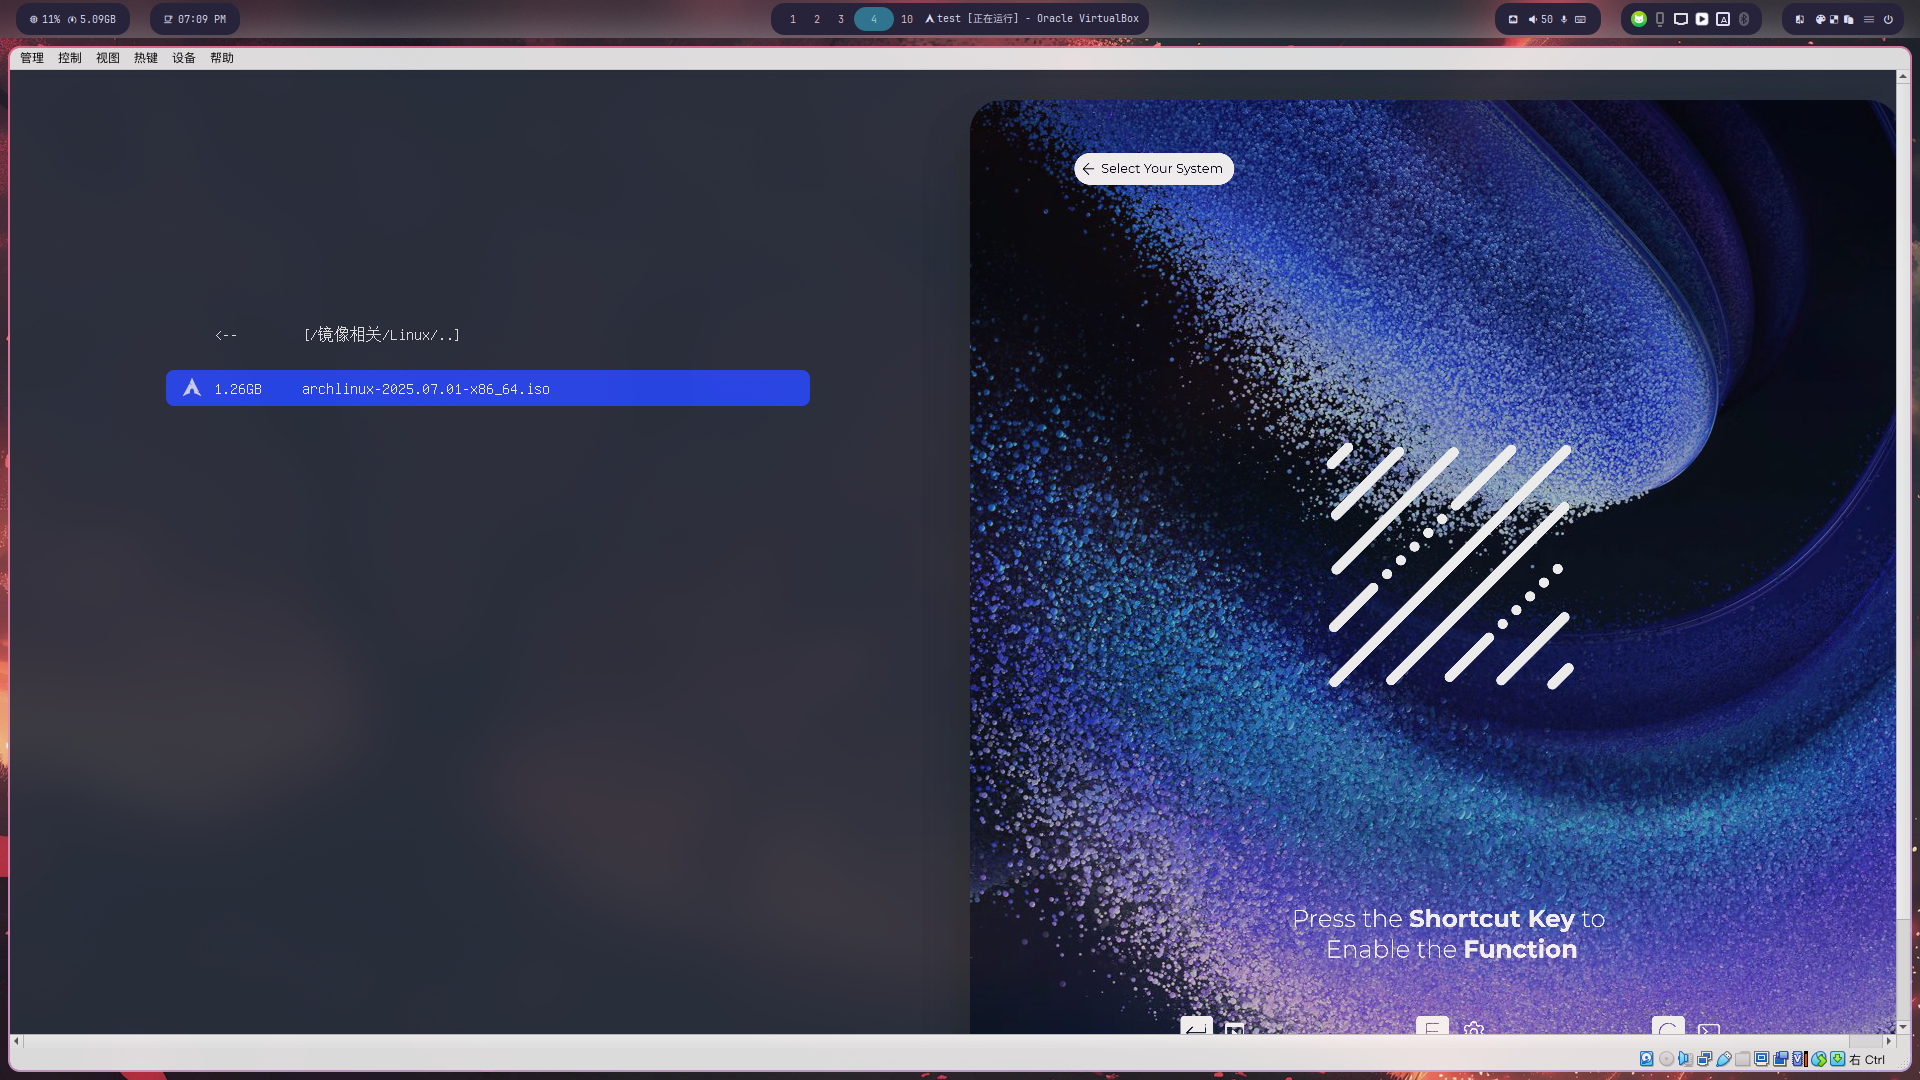 11% 5.09GB
07:09 PM
1 2 3 4 10 test [正在运行] - Oracle VirtualBox
50
A
管理 控制 视图 热键 设备 帮助
Select Your System
<-- [/镜像相关/Linux/..]
1.26GB archlinux-2025.07.01-x86_64.iso
Press the Shortcut Key to
Enable the Function
右 Ctrl